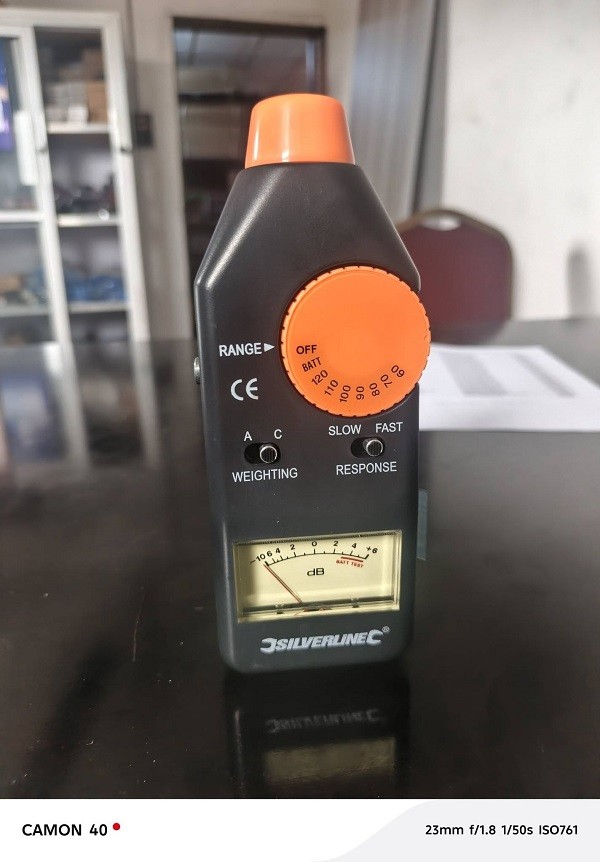 RANGE▶
OFF
BATT
120
110
100
90
80
70
60
CE
A C
WEIGHTING
SLOW FAST
RESPONSE
-10 6 4 2 0 2 4 +6
BATT TEST
dB
SILVERLINE®
CAMON 40
23mm f/1.8 1/50s ISO761